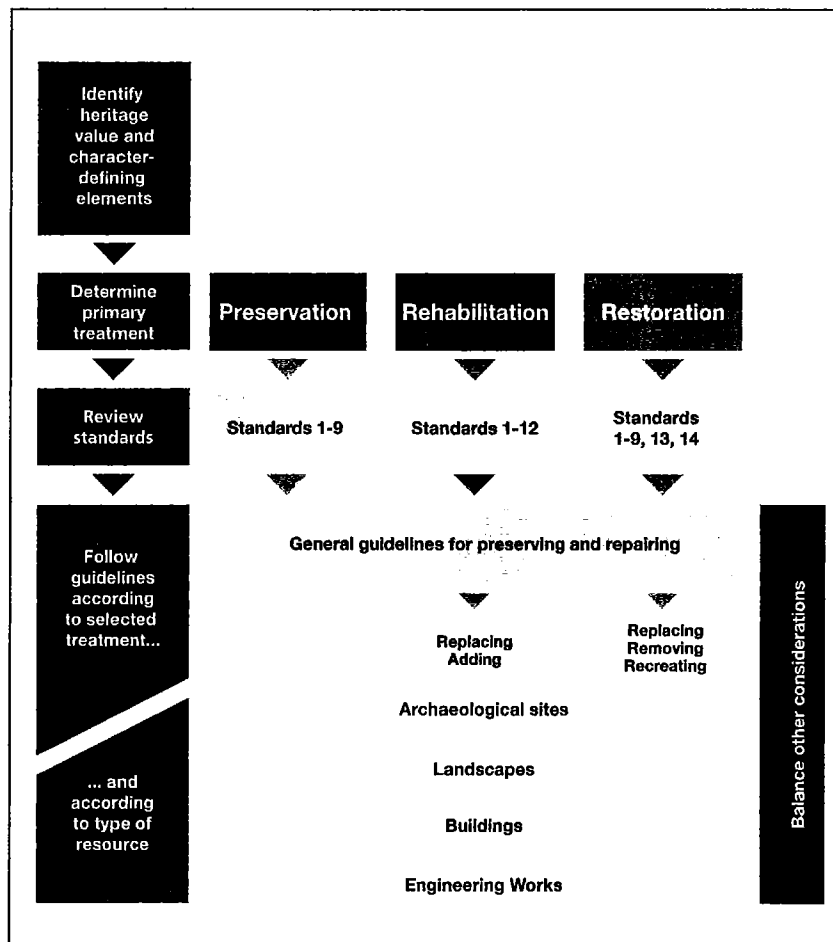 Identify
heritage
value and
character-
defining
elements
Determine
primary
treatment
Preservation
Rehabilitation
Restoration
Review
standards
Standards 1-9
Standards 1-12
Standards
1-9, 13, 14
Follow
guidelines
according
to selected
treatment...
General guidelines for preserving and repairing
Replacing
Adding
Replacing
Removing
Recreating
... and
according
to type of
resource
Archaeological sites
Landscapes
Buildings
Engineering Works
Balance other considerations